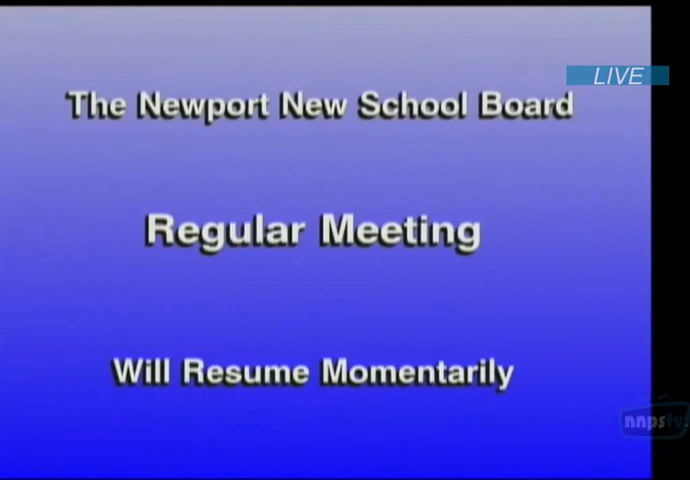 LIVE
The Newport New School Board
Regular Meeting
Will Resume Momentarily
nnpstv